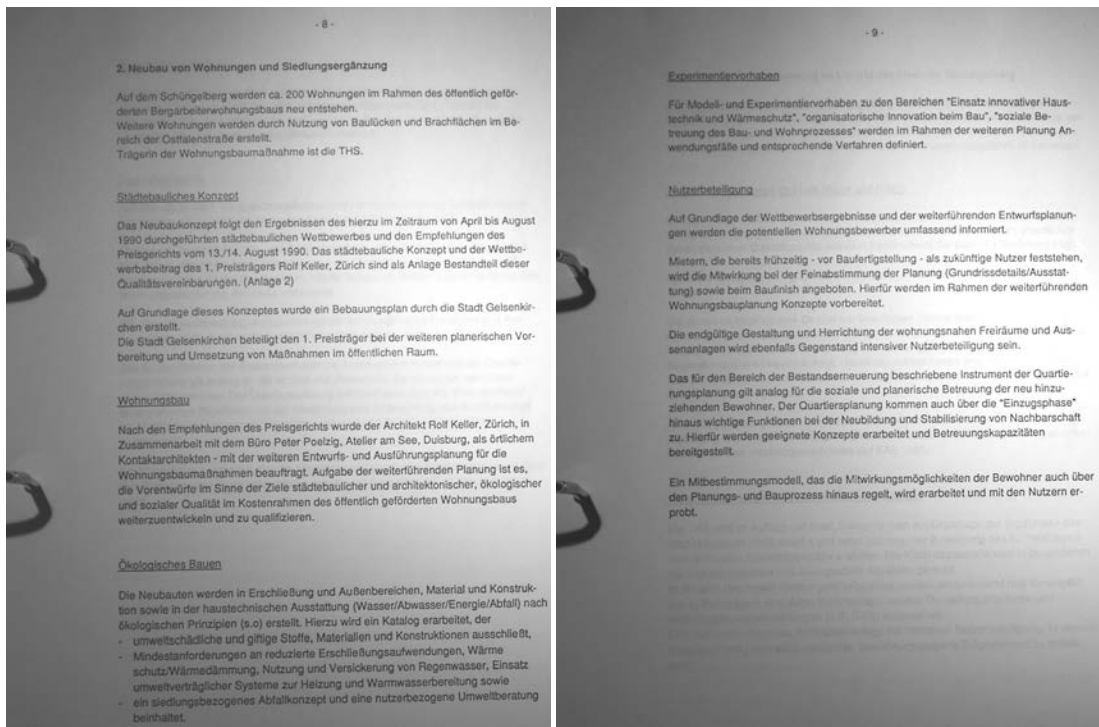 - 8 -
2. Neubau von Wohnungen und Siedlungsergänzung
Auf dem Schüngelberg werden ca. 200 Wohnungen im Rahmen des öffentlich geför-
derten Bergarbeiterwohnungsbaus neu entstehen.
Weitere Wohnungen werden durch Nutzung von Baulücken und Brachflächen im Be-
reich der Ostfalenstraße erstellt.
Trägerin der Wohnungsbaumaßnahme ist die THS.
Städtebauliches Konzept
Das Neubaukonzept folgt den Ergebnissen des hierzu im Zeitraum von April bis August
1990 durchgeführten städtebaulichen Wettbewerbes und den Empfehlungen des
Preisgerichts vom 13./14. August 1990. Das städtebauliche Konzept und der Wettbe-
werbsbeitrag des 1. Preisträgers Rolf Keller, Zürich sind als Anlage Bestandteil dieser
Qualitätsvereinbarungen. (Anlage 2)
Auf Grundlage dieses Konzeptes wurde ein Bebauungsplan durch die Stadt Gelsenkir-
chen erstellt.
Die Stadt Gelsenkirchen beteiligt den 1. Preisträger bei der weiteren planerischen Vor-
bereitung und Umsetzung von Maßnahmen im öffentlichen Raum.
Wohnungsbau
Nach den Empfehlungen des Preisgerichts wurde der Architekt Rolf Keller, Zürich, in
Zusammenarbeit mit dem Büro Peter Poelzig, Atelier am See, Duisburg, als örtlichem
Kontaktarchitekten - mit der weiteren Entwurfs- und Ausführungsplanung für die
Wohnungsbaumaßnahmen beauftragt. Aufgabe der weiterführenden Planung ist es,
die Vorentwürfe im Sinne der Ziele städtebaulicher und architektonischer, ökologischer
und sozialer Qualität im Kostenrahmen des öffentlich geförderten Wohnungsbaus
weiterzuentwickeln und zu qualifizieren.
Ökologisches Bauen
Die Neubauten werden in Erschließung und Außenbereichen, Material und Konstruk-
tion sowie in der haustechnischen Ausstattung (Wasser/Abwasser/Energie/Abfall) nach
ökologischen Prinzipien (s.o) erstellt. Hierzu wird ein Katalog erarbeitet, der
- umweltschädliche und giftige Stoffe, Materialien und Konstruktionen ausschließt,
- Mindestanforderungen an reduzierte Erschließungsaufwendungen, Wärme
schutz/Wärmedämmung, Nutzung und Versickerung von Regenwasser, Einsatz
umweltverträglicher Systeme zur Heizung und Warmwasserbereitung sowie
- ein siedlungsbezogenes Abfallkonzept und eine nutzerbezogene Umweltberatung
beinhaltet.
- 9 -
Experimentiervorhaben
Für Modell- und Experimentiervorhaben zu den Bereichen "Einsatz innovativer Haus-
technik und Wärmeschutz", "organisatorische Innovation beim Bau", "soziale Be-
treuung des Bau- und Wohnprozesses" werden im Rahmen der weiteren Planung An-
wendungsfälle und entsprechende Verfahren definiert.
Nutzerbeteiligung
Auf Grundlage der Wettbewerbsergebnisse und der weiterführenden Entwurfsplanun-
gen werden die potentiellen Wohnungsbewerber umfassend informiert.
Mietern, die bereits frühzeitig - vor Baufertigstellung - als zukünftige Nutzer feststehen,
wird die Mitwirkung bei der Feinabstimmung der Planung (Grundrissdetails/Ausstat-
tung) sowie beim Baufinish angeboten. Hierfür werden im Rahmen der weiterführenden
Wohnungsbauplanung Konzepte vorbereitet.
Die endgültige Gestaltung und Herrichtung der wohnungsnahen Freiräume und Aus-
senanlagen wird ebenfalls Gegenstand intensiver Nutzerbeteiligung sein.
Das für den Bereich der Bestandserneuerung beschriebene Instrument der Quartie-
rungsplanung gilt analog für die soziale und planerische Betreuung der neu hinzu-
ziehenden Bewohner. Der Quartiersplanung kommen auch über die "Einzugsphase"
hinaus wichtige Funktionen bei der Neubildung und Stabilisierung von Nachbarschaft
zu. Hierfür werden geeignete Konzepte erarbeitet und Betreuungskapazitäten
bereitgestellt.
Ein Mitbestimmungsmodell, das die Mitwirkungsmöglichkeiten der Bewohner auch über
den Planungs- und Bauprozess hinaus regelt, wird erarbeitet und mit den Nutzern er-
probt.